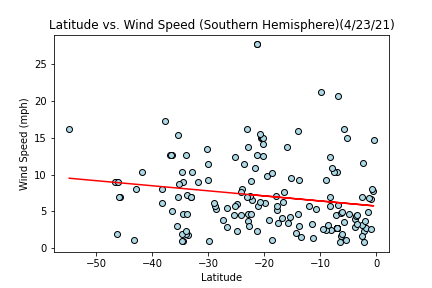 Latitude vs. Wind Speed (Southern Hemisphere)(4/23/21)
25
20
15
10
5
0
Wind Speed (mph)
−50 −40 −30 −20 −10 0
Latitude